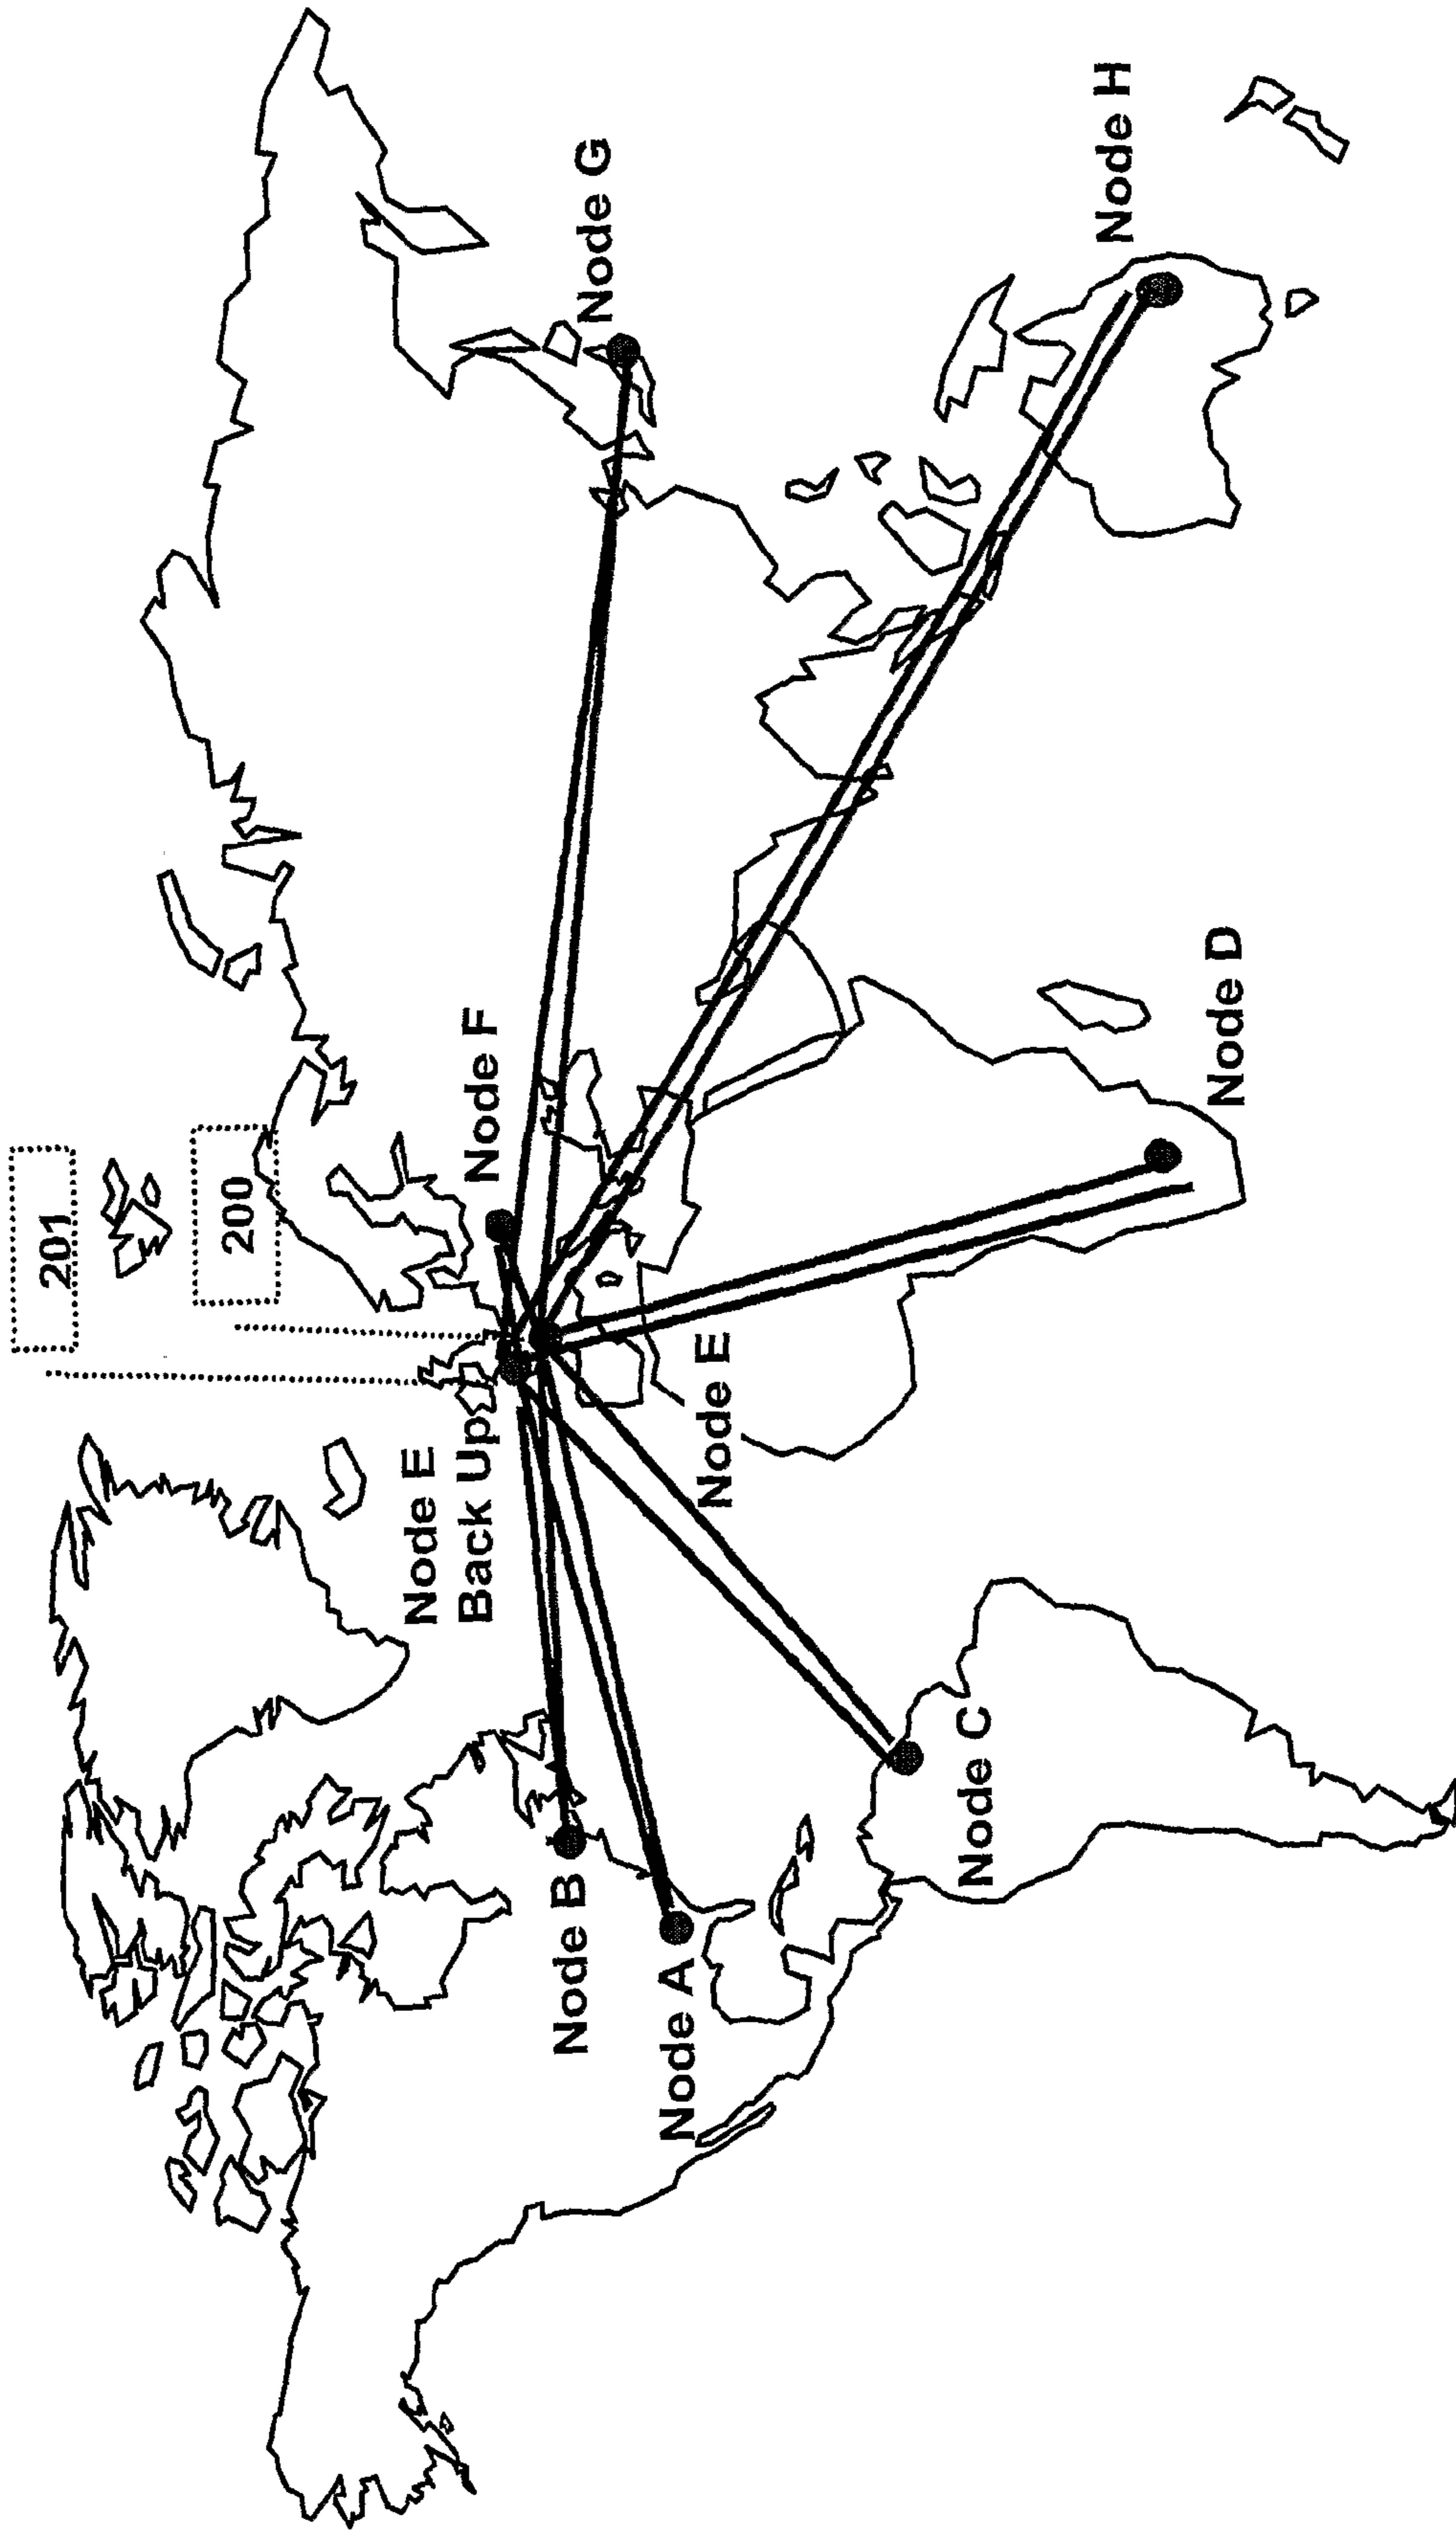 201
200
Node E
Back Up
Node F
Node G
Node B
Node A
Node E
Node C
Node D
Node H